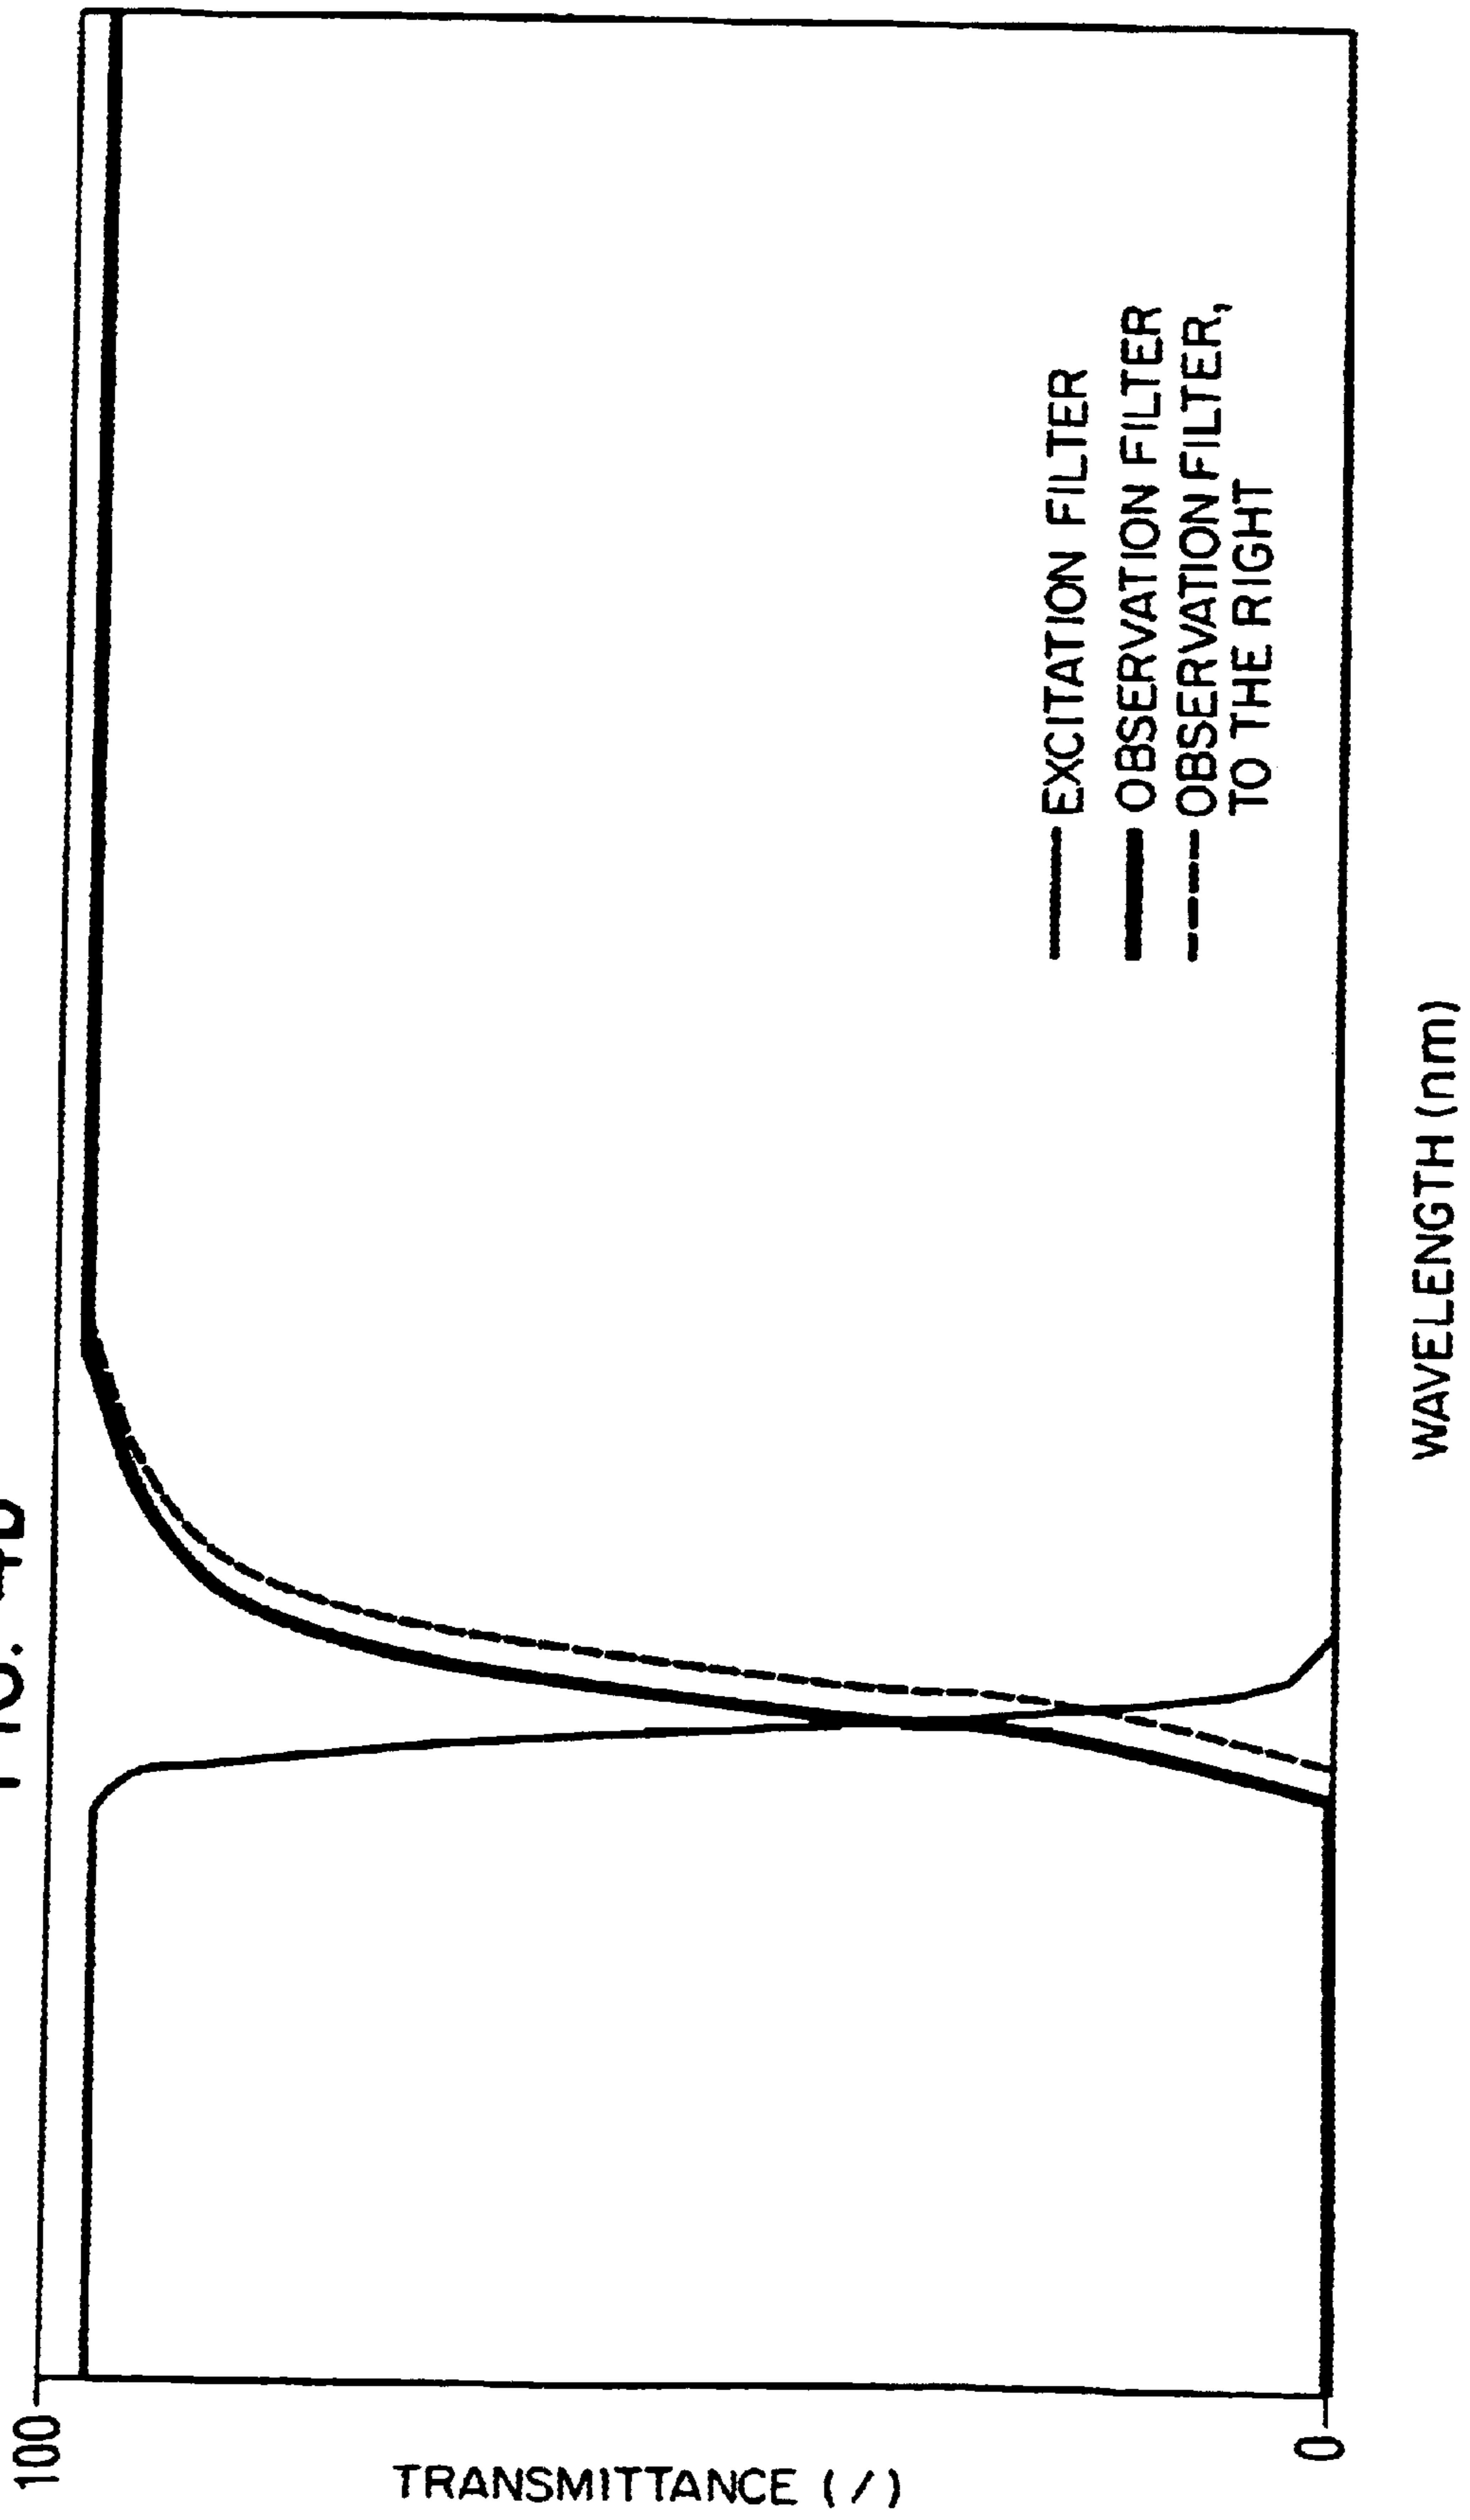 100
TRANSMITTANCE (/)
0
EXCITATION FILTER
OBSERVATION FILTER
OBSERVATION FILTER,
TO THE RIGHT
WAVELENGTH (nm)